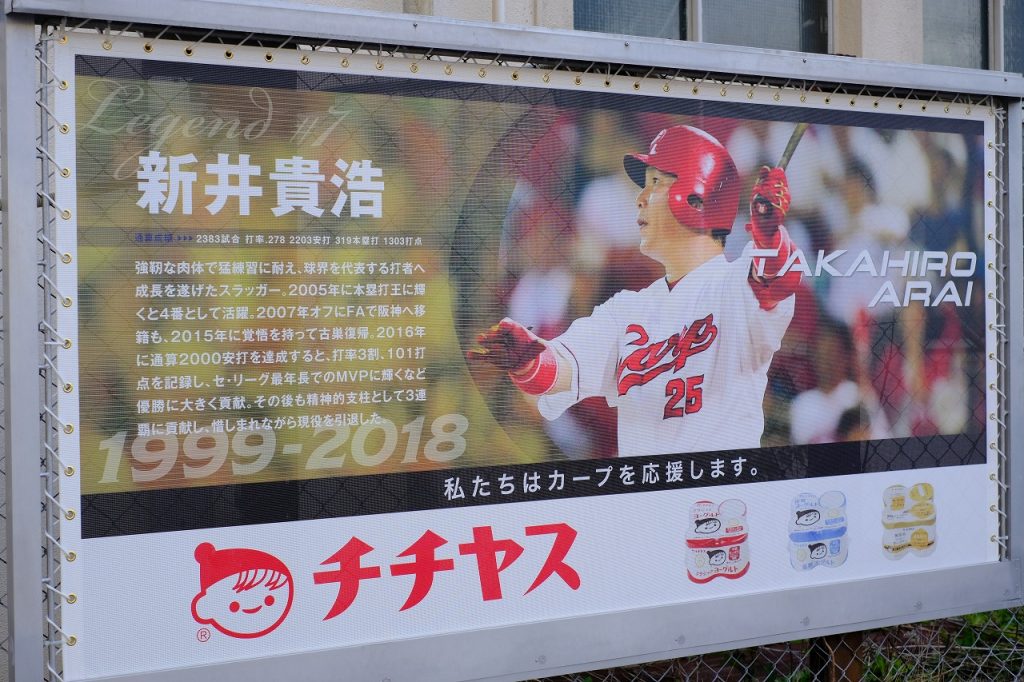 Legend #7
新井貴浩
通算成績>>> 2383試合 打率.278 2203安打 319本塁打 1303打点
強靭な肉体で猛練習に耐え、球界を代表する打者へ
成長を遂げたスラッガー。2005年に本塁打王に輝
くと4番として活躍。2007年オフにFAで阪神へ移
籍も、2015年に覚悟を持って古巣復帰。2016年
に通算2000安打を達成すると、打率3割、101打
点を記録し、セ・リーグ最年長でのMVPに輝くなど
優勝に大きく貢献。その後も精神的支柱として3連
覇に貢献し、惜しまれながら現役を引退した。
1999-2018
Carp
25
TAKAHIRO
ARAI
私たちはカープを応援します。
チチヤス
®
ヨーグルト